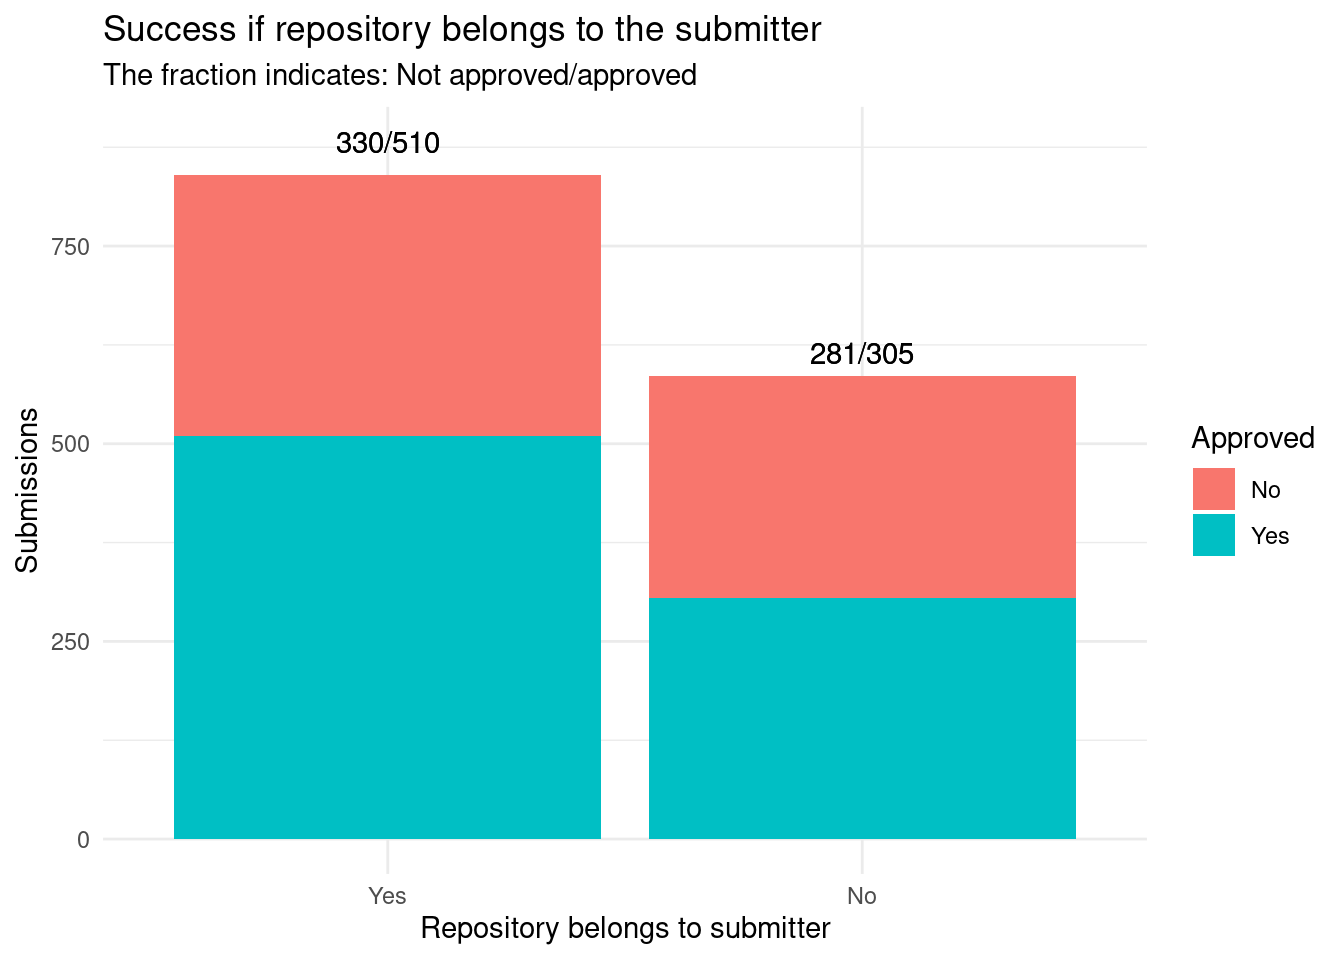 Success if repository belongs to the submitter
The fraction indicates: Not approved/approved
330/510
281/305
750
500
250
0
Submissions
Yes
No
Repository belongs to submitter
Approved
No
Yes